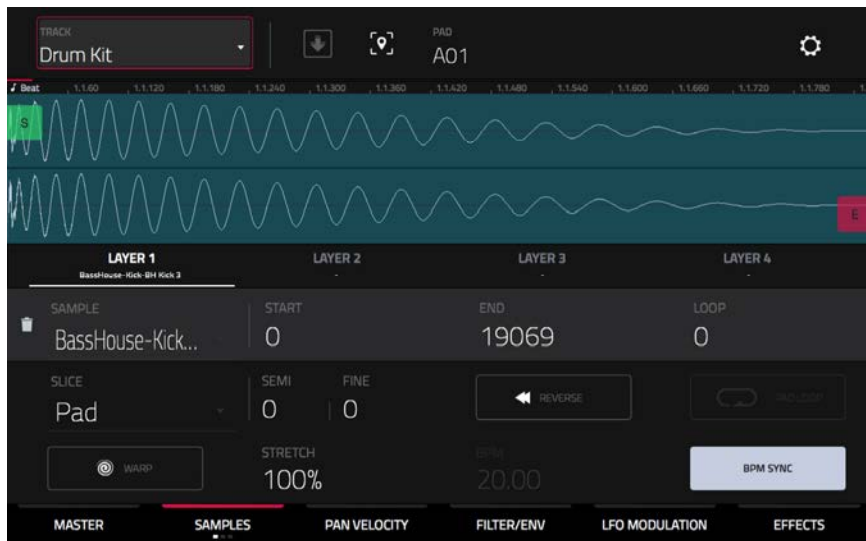 TRACK
Drum Kit
PAD
A01
Beat 1.1.60 1.1.120 1.1.180 1.1.240 1.1.300 1.1.360 1.1.420 1.1.480 1.1.540 1.1.600 1.1.660 1.1.720 1.1.780
S
E
LAYER 1 LAYER 2 LAYER 3 LAYER 4
BassHouse-Kick-BH Kick 3 - - -
SAMPLE START END LOOP
BassHouse-Kick... 0 19069 0
SLICE SEMI FINE
Pad 0 0
REVERSE PAD LOOP
STRETCH BPM
WARP 100% 20.00 BPM SYNC
MASTER SAMPLES PAN VELOCITY FILTER/ENV LFO MODULATION EFFECTS